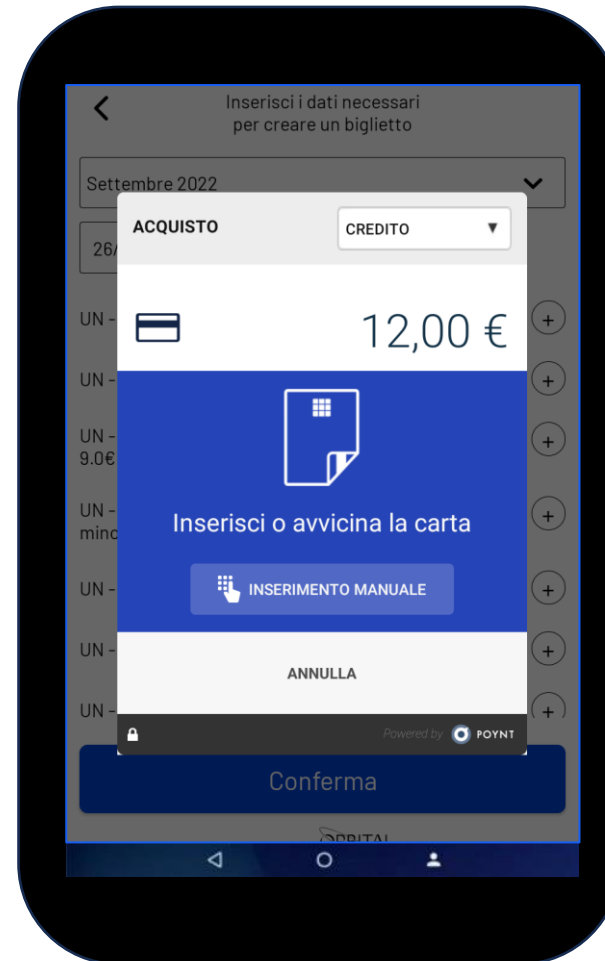 Inserisci i dati necessari
per creare un biglietto
Settembre 2022
26/
ACQUISTO
CREDITO
UN -
12,00 €
UN -
UN -
9.0€
UN -
minc
Inserisci o avvicina la carta
UN -
INSERIMENTO MANUALE
UN -
ANNULLA
UN -
Powered by POYNT
Conferma
ORBITAL